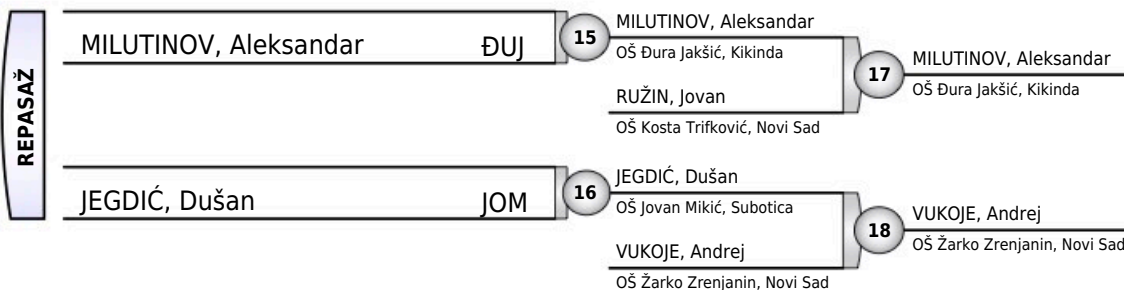 REPASAŽ
MILUTINOV, Aleksandar ĐUJ
15
MILUTINOV, Aleksandar
OŠ Đura Jakšić, Kikinda
RUŽIN, Jovan
OŠ Kosta Trifković, Novi Sad
17
MILUTINOV, Aleksandar
OŠ Đura Jakšić, Kikinda
JEGDIĆ, Dušan JOM
16
JEGDIĆ, Dušan
OŠ Jovan Mikić, Subotica
VUKOJE, Andrej
OŠ Žarko Zrenjanin, Novi Sad
18
VUKOJE, Andrej
OŠ Žarko Zrenjanin, Novi Sad